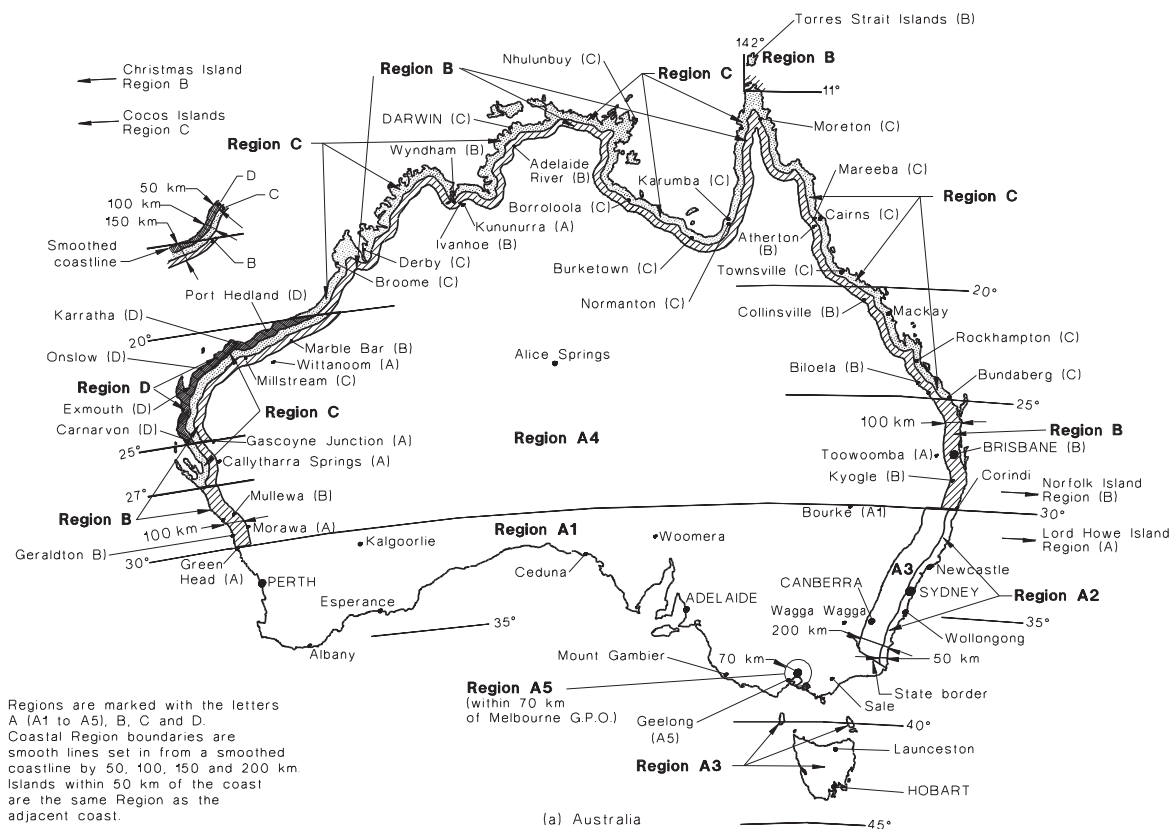 Torres Strait Islands (B)
142°
Region B
11°
Christmas Island
Region B
Cocos Islands
Region C
Region B
Nhulunbuy (C)
Region C
DARWIN (C)
Moreton (C)
Region C
Wyndham (B)
Adelaide
River (B)
Karumba (C)
Mareeba (C)
Region C
50 km
100 km
150 km
D
C
B
Smoothed
coastline
Kununurra (A)
Ivanhoe (B)
Borroloola (C)
Cairns (C)
Atherton
(B)
Derby (C)
Broome (C)
Burketown (C)
Townsville (C)
Normanton (C)
20°
Port Hedland (D)
Collinsville (B)
Mackay
Karratha (D)
20°
Rockhampton (C)
Onslow (D)
Marble Bar (B)
Wittanoom (A)
Millstream (C)
Alice Springs
Biloela (B)
Bundaberg (C)
Region D
Exmouth (D)
Region C
25°
Carnarvon (D)
Gascoyne Junction (A)
25°
Callytharra Springs (A)
Region A4
100 km
Region B
BRISBANE (B)
Toowoomba (A)
Kyogle (B)
Corindi
27°
Mullewa (B)
Region B
100 km
Morawa (A)
Norfolk Island
Region (B)
30°
Bourke (A1)
Region A1
Lord Howe Island
Region (A)
Geraldton B)
30°
Green
Head (A)
Kalgoorlie
Woomera
Ceduna
A3
Newcastle
PERTH
CANBERRA
SYDNEY
Region A2
Esperance
ADELAIDE
Wagga Wagga
35°
35°
200 km
Wollongong
Albany
Mount Gambier
70 km
50 km
Region A5
(within 70 km
of Melbourne G.P.O.)
State border
Sale
Geelong
(A5)
40°
Launceston
Region A3
HOBART
45°
Regions are marked with the letters
A (A1 to A5), B, C and D.
Coastal Region boundaries are
smooth lines set in from a smoothed
coastline by 50, 100, 150 and 200 km.
Islands within 50 km of the coast
are the same Region as the
adjacent coast.
(a) Australia